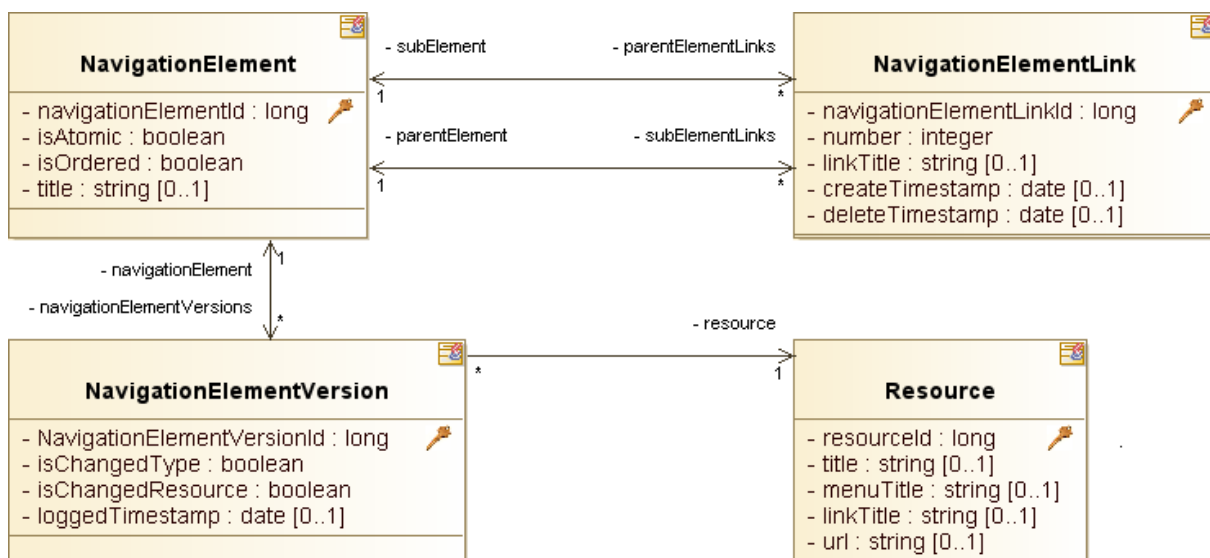 NavigationElement
- navigationElementId : long
- isAtomic : boolean
- isOrdered : boolean
- title : string [0..1]
- subElement
- parentElementLinks
1
*
- parentElement
- subElementLinks
1
*
NavigationElementLink
- navigationElementLinkId : long
- number : integer
- linkTitle : string [0..1]
- createTimestamp : date [0..1]
- deleteTimestamp : date [0..1]
1
- navigationElement
- navigationElementVersions
*
NavigationElementVersion
- NavigationElementVersionId : long
- isChangedType : boolean
- isChangedResource : boolean
- loggedTimestamp : date [0..1]
- resource
*
1
Resource
- resourceId : long
- title : string [0..1]
- menuTitle : string [0..1]
- linkTitle : string [0..1]
- url : string [0..1]